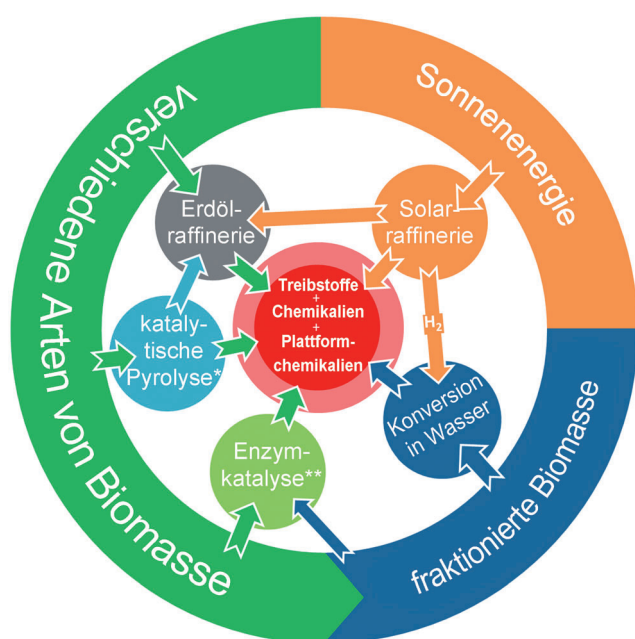 verschiedene Arten von Biomasse
Sonnenenergie
Erdöl-
raffinerie
Solar-
raffinerie
Treibstoffe
+
Chemikalien
+
Plattform-
chemikalien
H₂
kataly-
tische
Pyrolyse*
Konversion
in Wasser
Enzym-
katalyse**
fraktionierte Biomasse